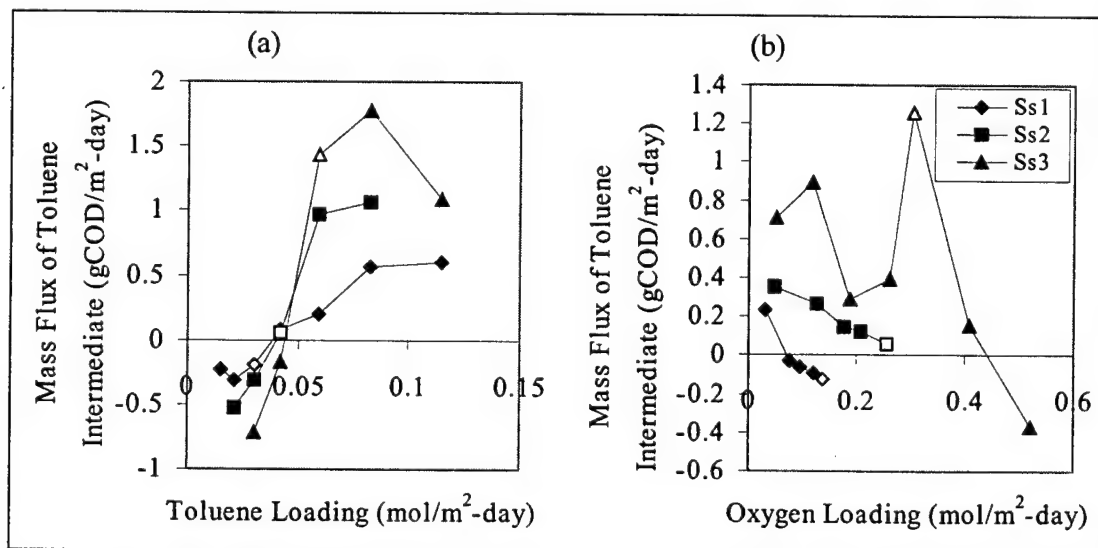 (a)
Mass Flux of Toluene
Intermediate (gCOD/m²-day)
2
1.5
1
0.5
0
-0.5
-1
0.05
0.1
0.15
Toluene Loading (mol/m²-day)
(b)
Mass Flux of Toluene
Intermediate (gCOD/m²-day)
1.4
1.2
1
0.8
0.6
0.4
0.2
0
-0.2
-0.4
-0.6
0
0.2
0.4
0.6
Ss1
Ss2
Ss3
Oxygen Loading (mol/m²-day)